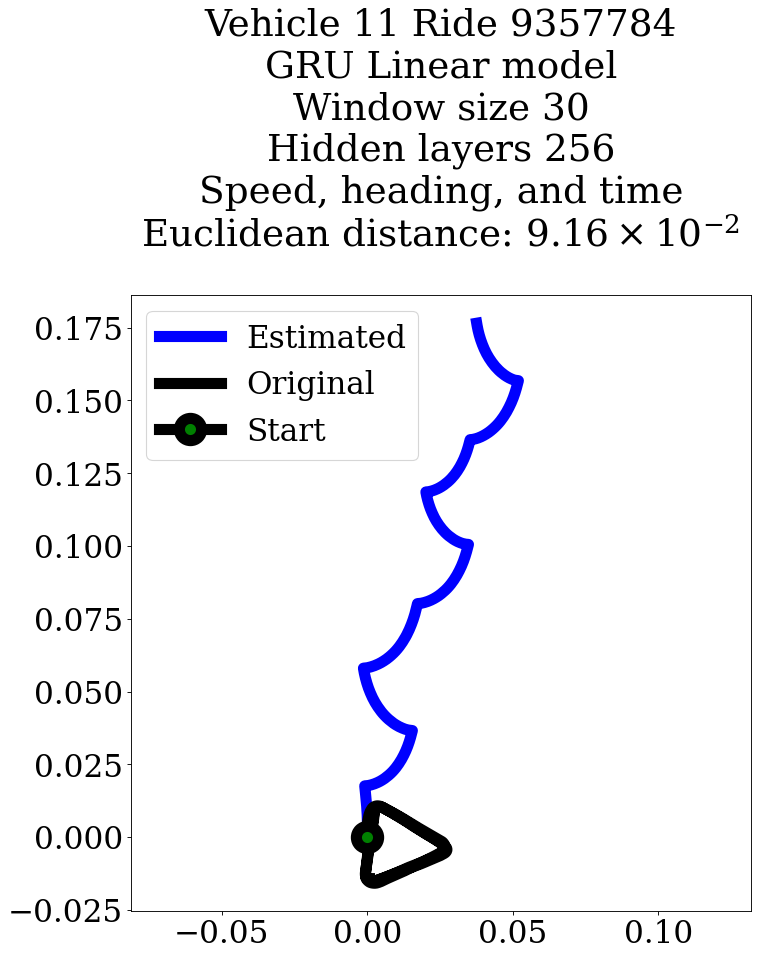 Vehicle 11 Ride 9357784
GRU Linear model
Window size 30
Hidden layers 256
Speed, heading, and time
Euclidean distance: 9.16 × 10⁻²
Estimated
Original
Start
0.175
0.150
0.125
0.100
0.075
0.050
0.025
0.000
−0.025
−0.05 0.00 0.05 0.10